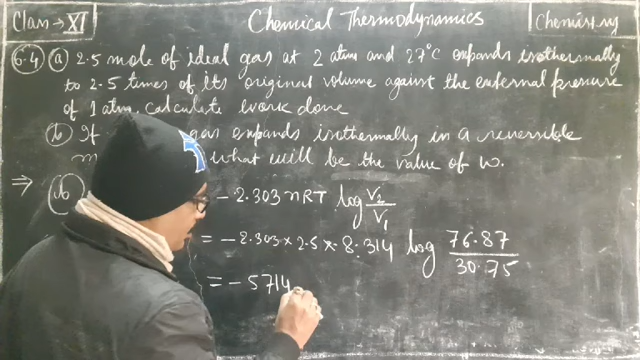 Class → XI Chemical Thermodynamics Chemistry
6.4 (a) 2.5 mole of ideal gas at 2 atm and 27°C expands isothermally
to 2.5 times of its original volume against the external pressure
of 1 atm. calculate work done
(b) If gas expands isothermally in a reversible
what will be the value of w.
⇒ (b) - 2.303 nRT log V2/V1
= - 2.303 × 2.5 × 8.314 log 76.87/30.75
= - 5714